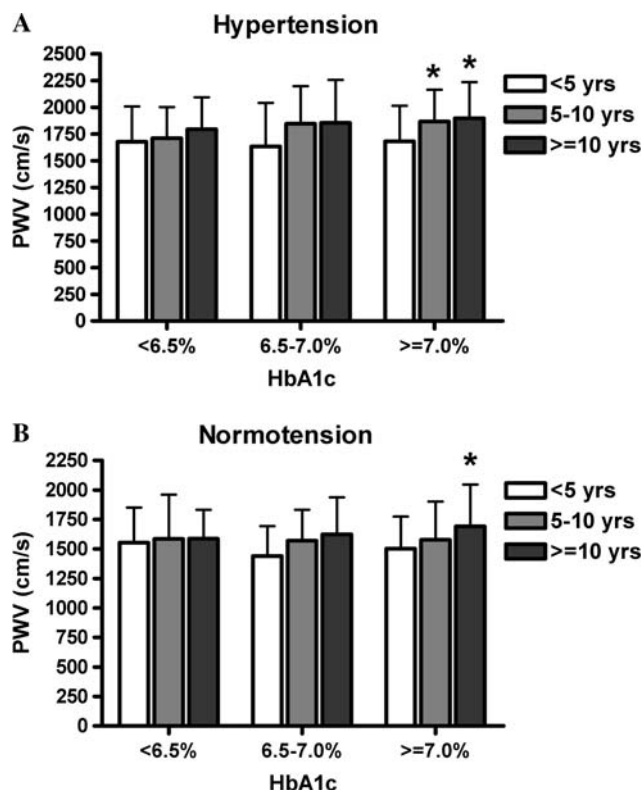 A
Hypertension
2500
2250
2000
1750
1500
1250
1000
750
500
250
0
PWV (cm/s)
* *
<5 yrs
5-10 yrs
>=10 yrs
<6.5% 6.5-7.0% >=7.0%
HbA1c
B
Normotension
2250
2000
1750
1500
1250
1000
750
500
250
0
PWV (cm/s)
*
<5 yrs
5-10 yrs
>=10 yrs
<6.5% 6.5-7.0% >=7.0%
HbA1c